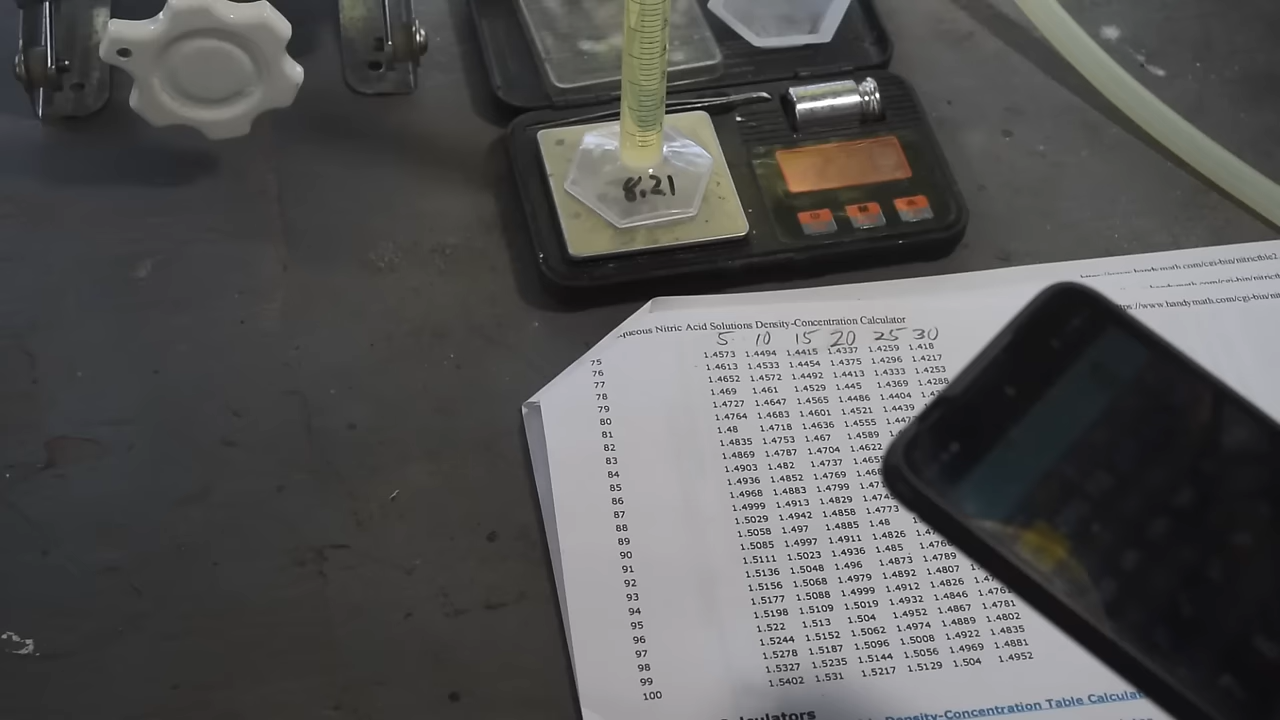 8.21
Nitric Acid Solutions Density-Concentration Calculator
5 10 15 20 25 30
75 1.4573 1.4494 1.4415 1.4337 1.4259 1.418
76 1.4613 1.4533 1.4454 1.4375 1.4296 1.4217
77 1.4652 1.4572 1.4492 1.4413 1.4333 1.4253
78 1.469 1.461 1.4529 1.445 1.4369 1.4288
79 1.4727 1.4647 1.4565 1.4486 1.4404
80 1.4764 1.4683 1.4601 1.4521 1.4439
81 1.48 1.4718 1.4636 1.4555
82 1.4835 1.4753 1.467 1.4589
83 1.4869 1.4787 1.4704 1.4622
84 1.4903 1.482 1.4737
85 1.4936 1.4852 1.4769
86 1.4968 1.4883 1.4799
87 1.4999 1.4913 1.4829
88 1.5029 1.4942 1.4858 1.4773
89 1.5058 1.497 1.4885 1.48
90 1.5085 1.4997 1.4911 1.4826
91 1.5111 1.5023 1.4936 1.485
92 1.5136 1.5048 1.496 1.4873 1.4789
93 1.5156 1.5068 1.4979 1.4892 1.4807
94 1.5177 1.5088 1.4999 1.4912 1.4826
95 1.5198 1.5109 1.5019 1.4932 1.4846 1.4761
96 1.522 1.513 1.504 1.4952 1.4867 1.4781
97 1.5244 1.5152 1.5062 1.4974 1.4889 1.4802
98 1.5278 1.5187 1.5096 1.5008 1.4922 1.4835
99 1.5327 1.5235 1.5144 1.5056 1.4969 1.4881
100 1.5402 1.531 1.5217 1.5129 1.504 1.4952
Density-Concentration Table